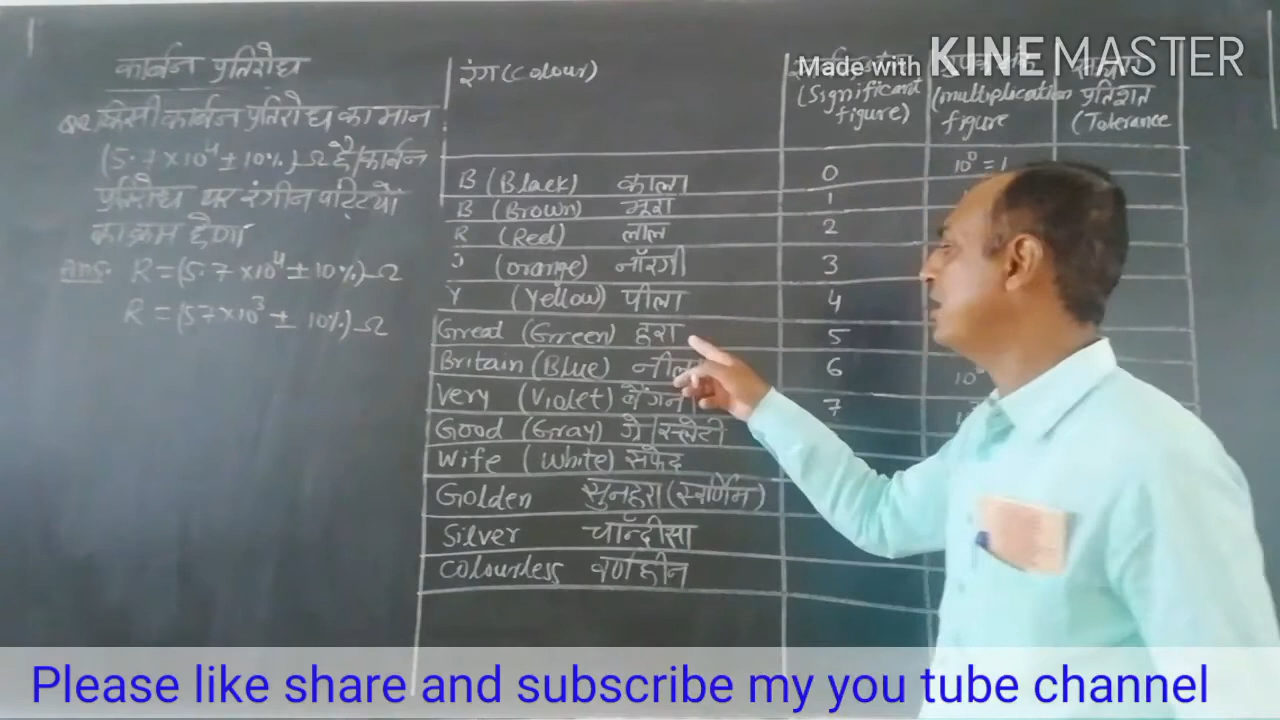 कार्बन प्रतिरोध
किसी कार्बन प्रतिरोध का मान
(5.7×10⁴±10%)Ω है/कार्बन
प्रतिरोध पर रंगीन पट्टियों
का क्रम होगा
Ans. R=(5.7×10⁴±10%)Ω
R=(57×10³±10%)Ω
रंग(Colour)
(Significard figure)
(multiplication figure
प्रतिशत
(Tolerance
B (Black) काला 0 10⁰=1
B (Brown) भूरा 1
R (Red) लाल 2
O (orange) नॉरंगी 3
Y (Yellow) पीला 4
Great (Green) हरा 5
Britain (Blue) 6
Very (Violet) 7
Good (Gray) ग्रे/स्लेटी
Wife (White) सफेद
Golden सुनहरा(स्वर्णिम)
Silver चाँन्दीसा
Colourless वर्णहीन
Made with KINEMASTER
Please like share and subscribe my you tube channel